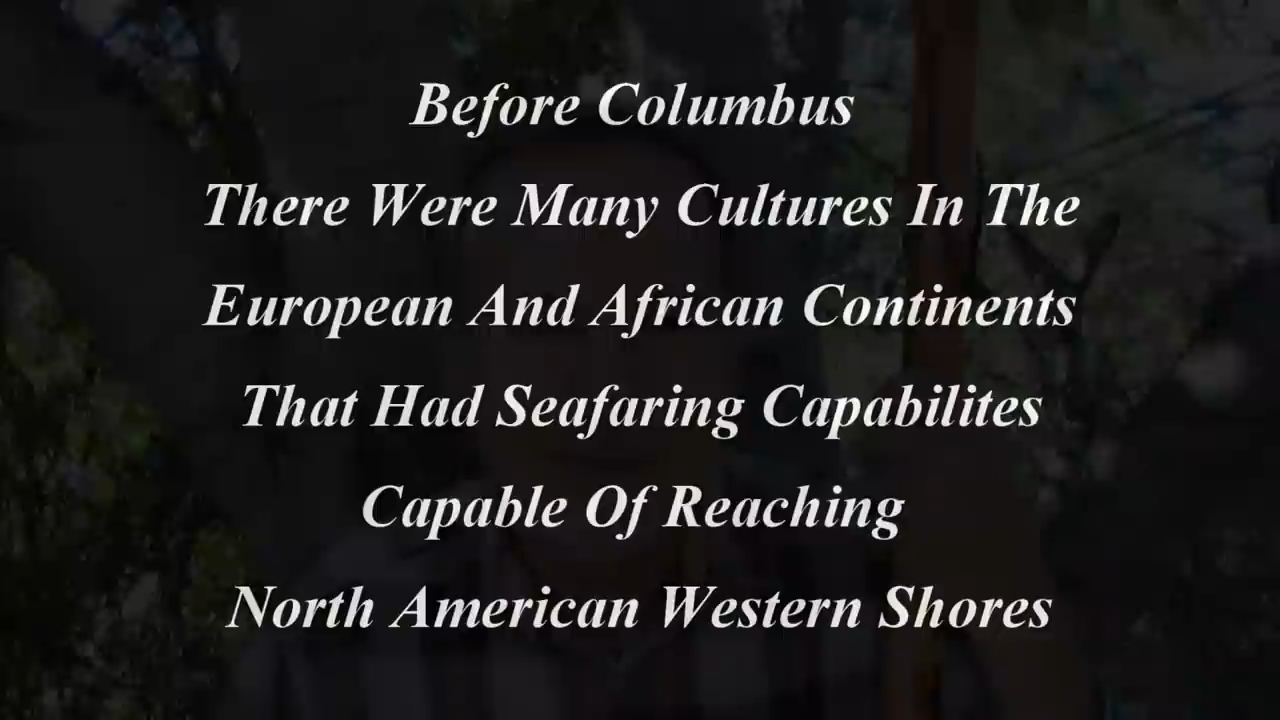 Before Columbus
There Were Many Cultures In The
European And African Continents
That Had Seafaring Capabilites
Capable Of Reaching
North American Western Shores